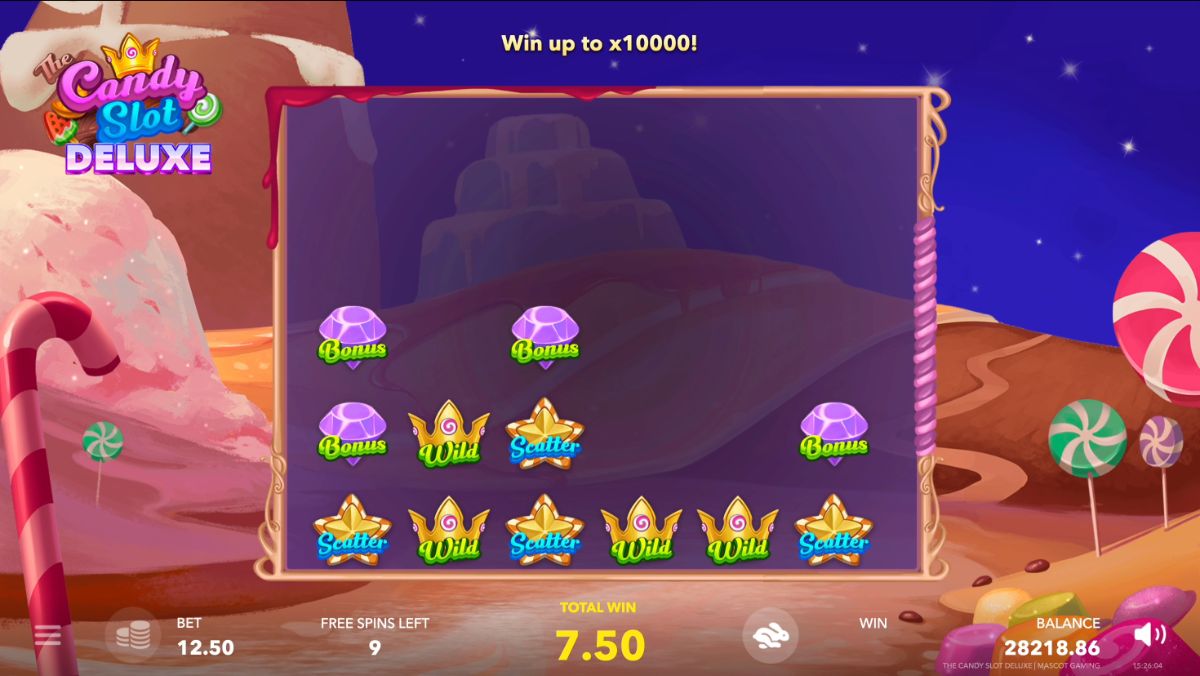 Win up to x10000!
The
Candy
Slot
DELUXE
Bonus Bonus
Bonus Wild Scatter Bonus
Scatter Wild Scatter Wild Wild Scatter
TOTAL WIN
BET FREE SPINS LEFT WIN BALANCE
12.50 9 7.50 28218.86
THE CANDY SLOT DELUXE | MASCOT GAMING 15:26:04